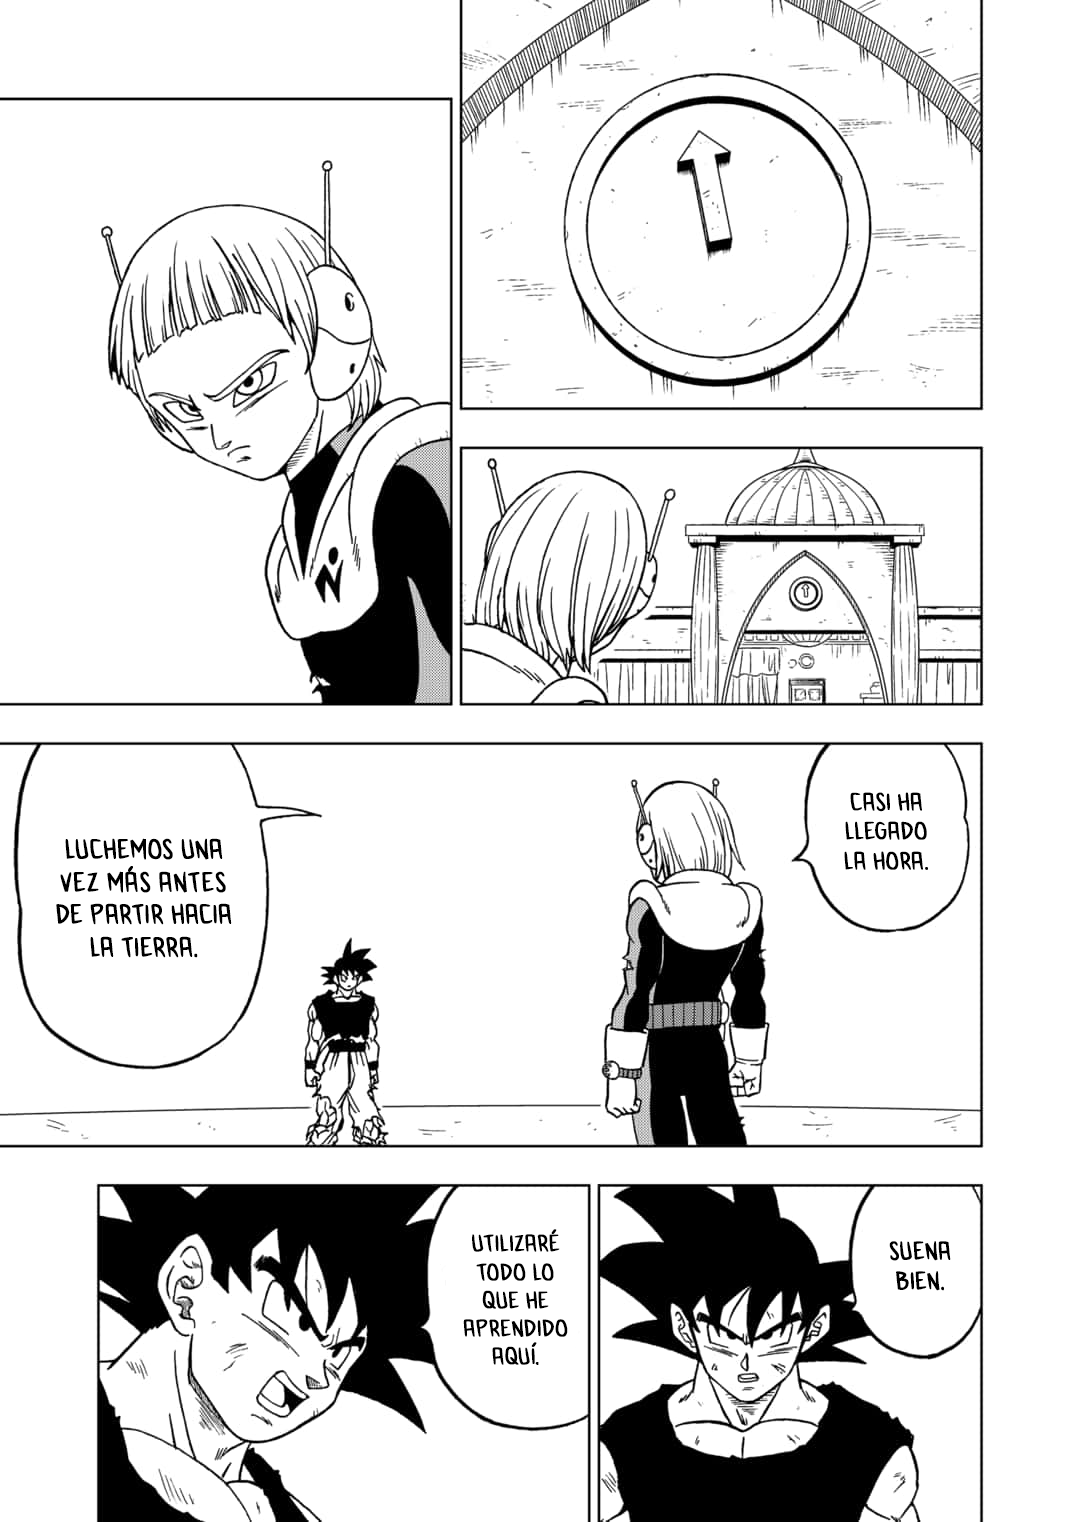 CASI HA
LLEGADO
LA HORA.
LUCHEMOS UNA
VEZ MÁS ANTES
DE PARTIR HACIA
LA TIERRA.
SUENA
BIEN.
UTILIZARÉ
TODO LO
QUE HE
APRENDIDO
AQUÍ.